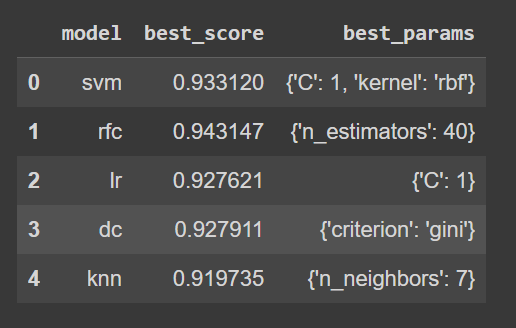 model best_score best_params
0 svm 0.933120 {'C': 1, 'kernel': 'rbf'}
1 rfc 0.943147 {'n_estimators': 40}
2 lr 0.927621 {'C': 1}
3 dc 0.927911 {'criterion': 'gini'}
4 knn 0.919735 {'n_neighbors': 7}